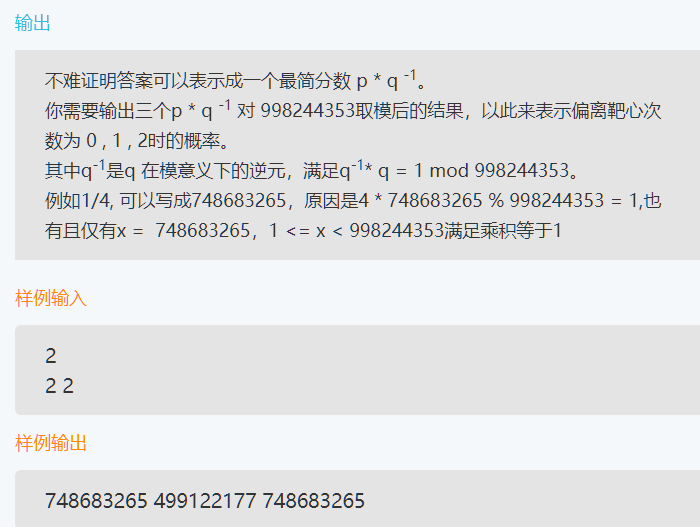 输出
不难证明答案可以表示成一个最简分数 p * q -1。
你需要输出三个p * q -1 对 998244353取模后的结果，以此来表示偏离靶心次
数为 0 , 1 , 2时的概率。
其中q-1是q 在模意义下的逆元，满足q-1* q = 1 mod 998244353。
例如1/4, 可以写成748683265，原因是4 * 748683265 % 998244353 = 1,也
有且仅有x =  748683265，1 <= x < 998244353满足乘积等于1
样例输入
2
2 2
样例输出
748683265 499122177 748683265